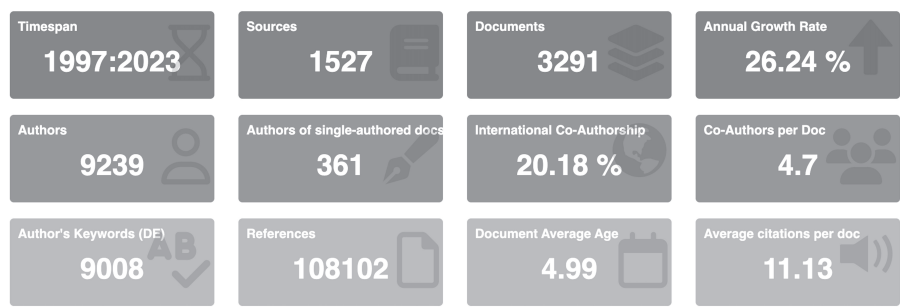 Timespan
1997:2023
Sources
1527
Documents
3291
Annual Growth Rate
26.24 %
Authors
9239
Authors of single-authored docs
361
International Co-Authorship
20.18 %
Co-Authors per Doc
4.7
Author's Keywords (DE)
9008
AB
References
108102
Document Average Age
4.99
Average citations per doc
11.13